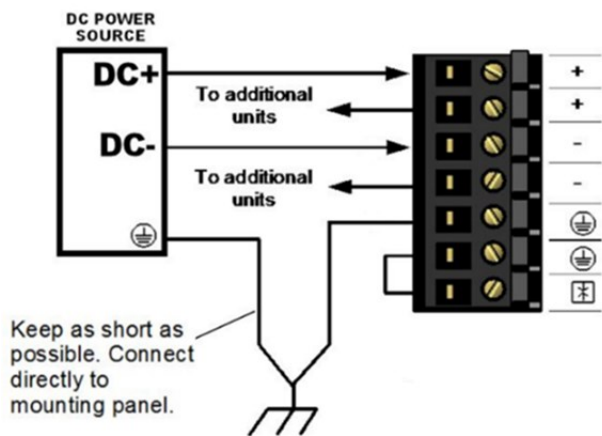 DC POWER
SOURCE
DC+
To additional
units
DC-
To additional
units
+
+
-
-
Keep as short as
possible. Connect
directly to
mounting panel.